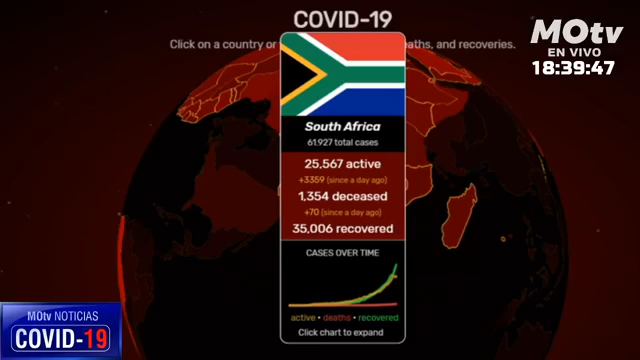 COVID-19
MOtv
EN VIVO
18:39:47
Click on a country or
aths, and recoveries.
South Africa
61,927 total cases
25,567 active
+3359 (since a day ago)
1,354 deceased
+70 (since a day ago)
35,006 recovered
CASES OVER TIME
active • deaths • recovered
Click chart to expand
MOtv NOTICIAS
COVID-19